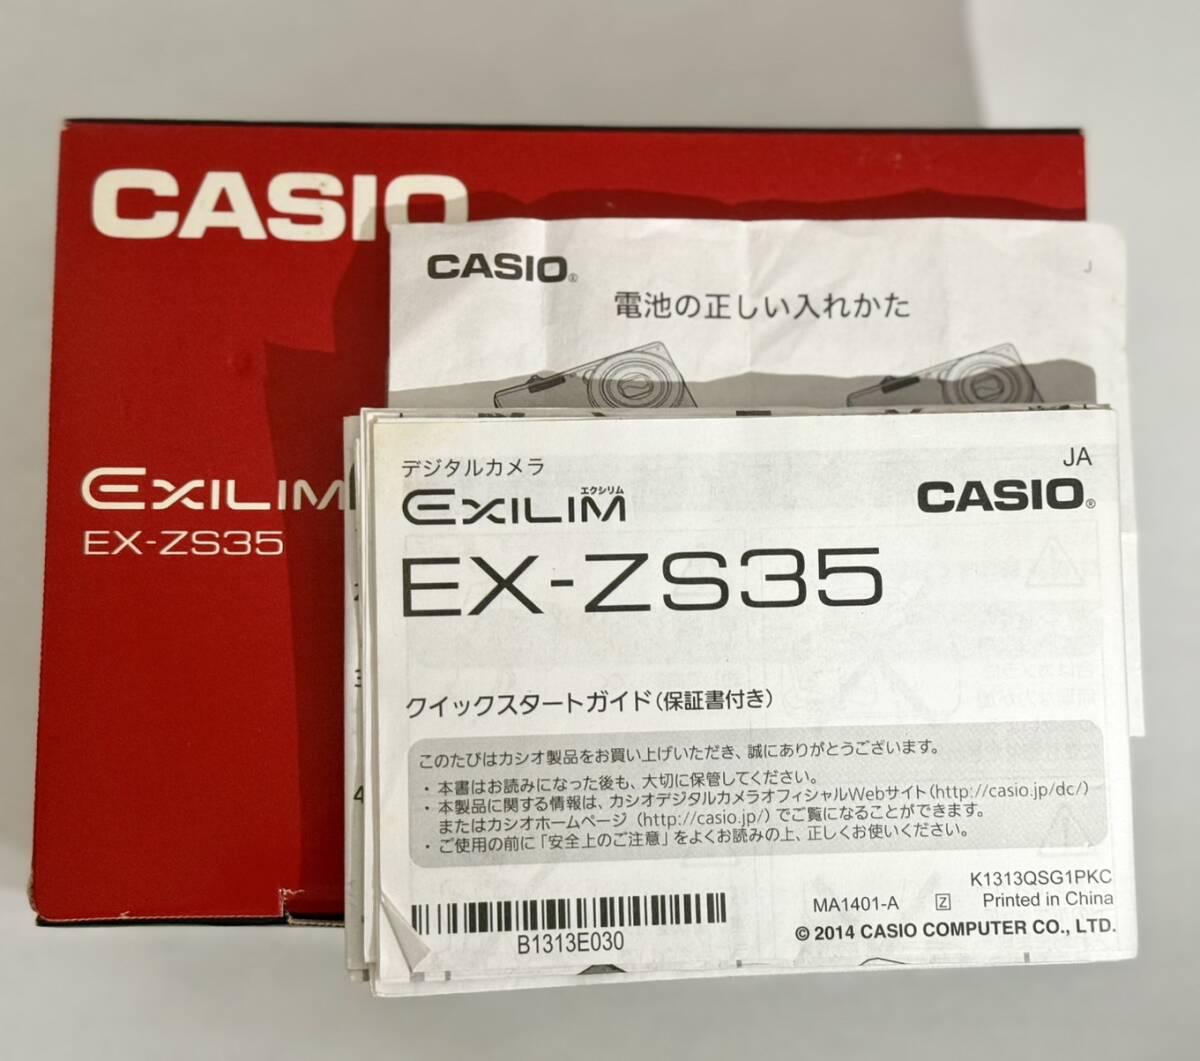 CASIO
EXILIM
EX-ZS35
CASIO®
J
電池の正しい入れかた
デジタルカメラ
JA
エクシリム
EXILIM
CASIO®
EX-ZS35
クイックスタートガイド(保証書付き)
このたびはカシオ製品をお買い上げいただき、誠にありがとうございます。
・本書はお読みになった後も、大切に保管してください。
・本製品に関する情報は、カシオデジタルカメラオフィシャルWebサイト(http://casio.jp/dc/)
またはカシオホームページ(http://casio.jp/)でご覧になることができます。
・ご使用の前に「安全上のご注意」をよくお読みの上、正しくお使いください。
K1313QSG1PKC
MA1401-A Z Printed in China
B1313E030
© 2014 CASIO COMPUTER CO., LTD.